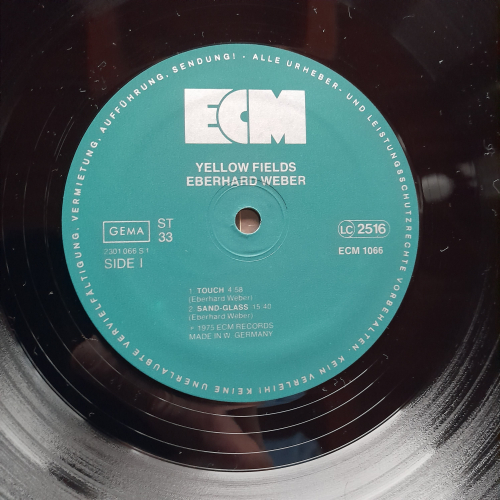 ALLE URHEBER- UND LEISTUNGSSCHUTZRECHTE VORBEHALTEN. KEIN VERLEIH! KEINE UNERLAUBTE VERVIELFÄLTIGUNG, VERMIETUNG, AUFFÜHRUNG, SENDUNG! -
ECM
YELLOW FIELDS
EBERHARD WEBER
GEMA
ST
33
LC 2516
2301 066 S1
SIDE I
ECM 1066
1 TOUCH 4:58
(Eberhard Weber)
2 SAND-GLASS 15:40
(Eberhard Weber)
℗ 1975 ECM RECORDS
MADE IN W. GERMANY